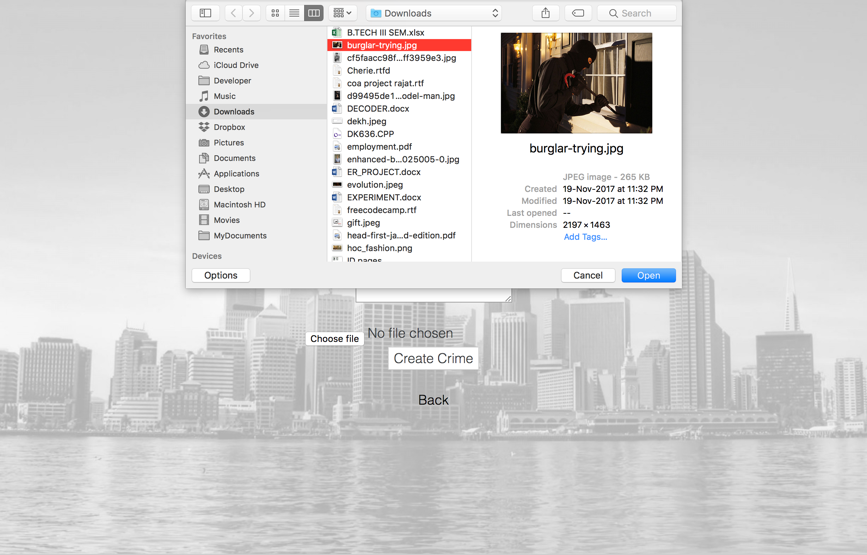 Downloads
Search
Favorites
Recents
iCloud Drive
Developer
Music
Downloads
Dropbox
Pictures
Documents
Applications
Desktop
Macintosh HD
Movies
MyDocuments
Devices
B.TECH III SEM.xlsx
burglar-trying.jpg
cf5faacc98f...ff3959e3.jpg
Cherie.rtfd
coa project rajat.rtf
d99495de1...odel-man.jpg
DECODER.docx
dekh.jpeg
DK636.CPP
employment.pdf
enhanced-b...025005-0.jpg
ER_PROJECT.docx
evolution.jpeg
EXPERIMENT.docx
freecodecamp.rtf
gift.jpeg
head-first-ja...d-edition.pdf
hoc_fashion.png
ID pages
burglar-trying.jpg
JPEG image - 265 KB
Created 19-Nov-2017 at 11:32 PM
Modified 19-Nov-2017 at 11:32 PM
Last opened --
Dimensions 2197 × 1463
Add Tags...
Options
Cancel
Open
Choose file
No file chosen
Create Crime
Back